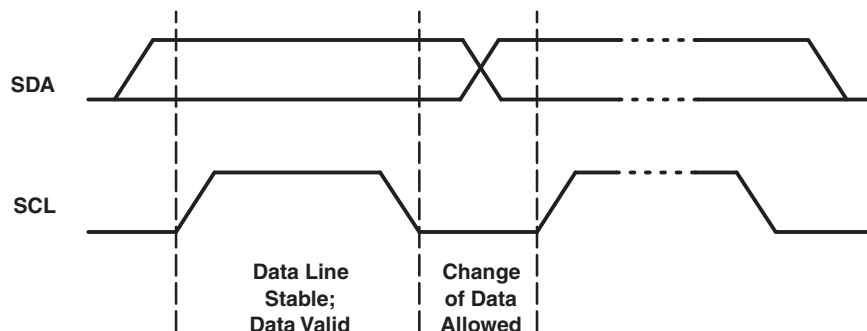 SDA
SCL
Data Line
Stable;
Data Valid
Change
of Data
Allowed